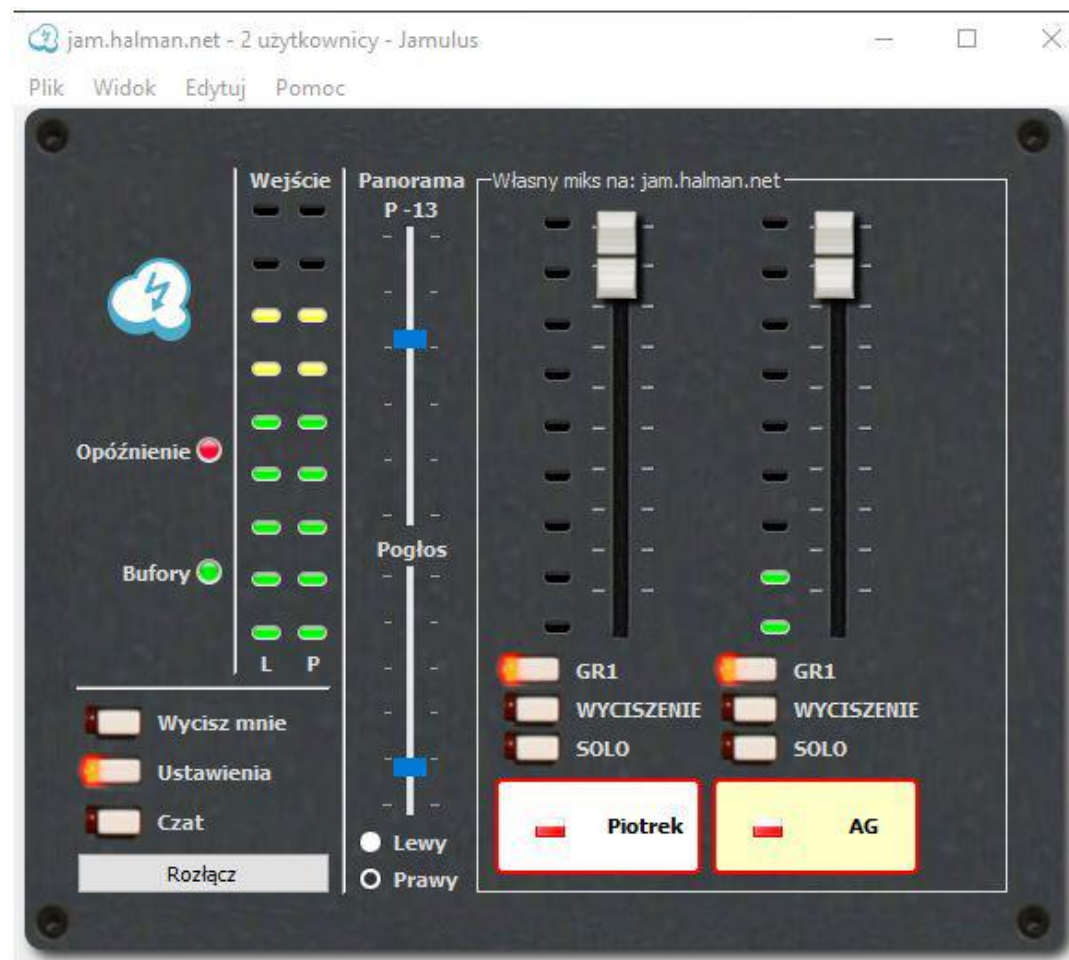 jam.halman.net - 2 użytkownicy - Jamulus
Plik Widok Edytuj Pomoc
Wejście
Panorama
P -13
Własny miks na: jam.halman.net
Opóźnienie
Bufory
L P
Pogłos
Wycisz mnie
Ustawienia
Czat
Rozłącz
Lewy
Prawy
GR1
WYCISZENIE
SOLO
Piotrek
GR1
WYCISZENIE
SOLO
AG